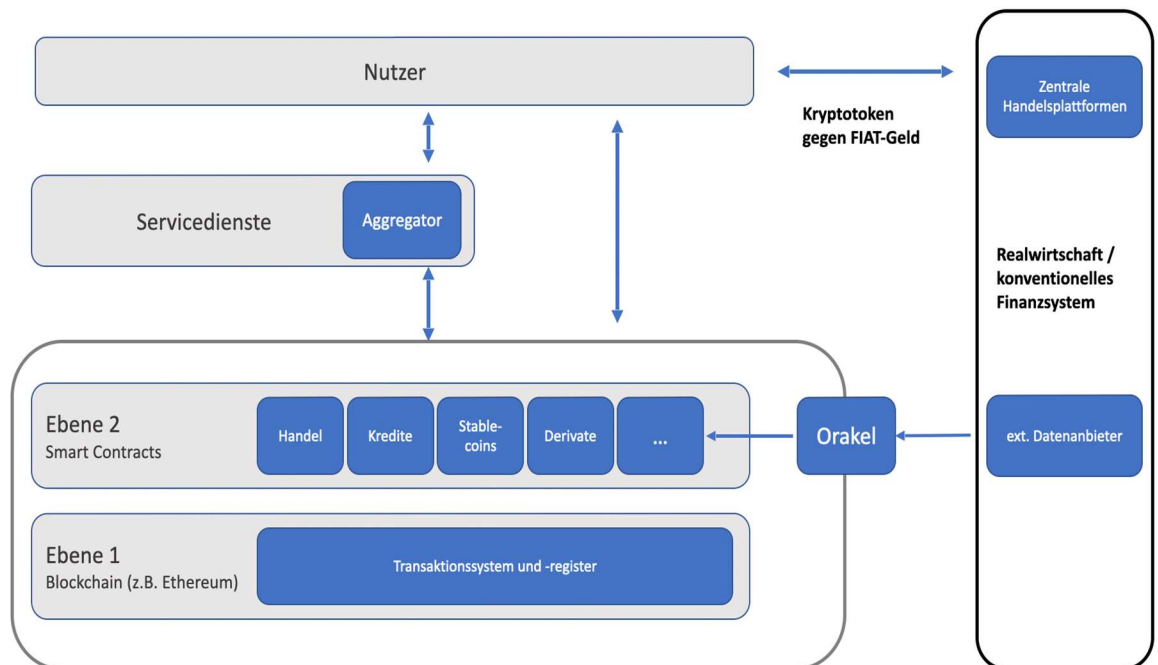 Nutzer
Zentrale
Handelsplattformen
Kryptotoken
gegen FIAT-Geld
Servicedienste
Aggregator
Realwirtschaft /
konventionelles
Finanzsystem
Ebene 2
Smart Contracts
Handel
Kredite
Stable-
coins
Derivate
...
Orakel
ext. Datenanbieter
Ebene 1
Blockchain (z.B. Ethereum)
Transaktionssystem und -register